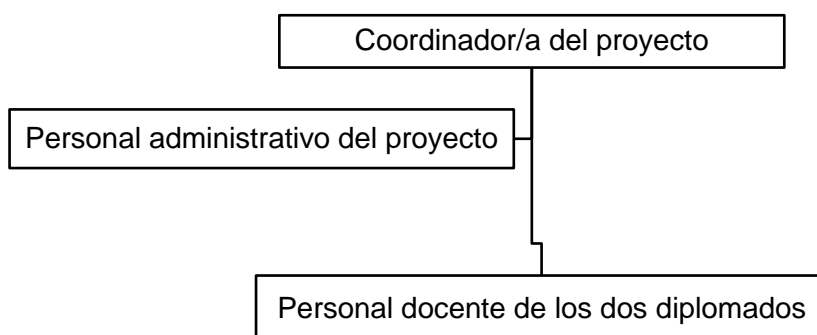 Coordinador/a del proyecto
Personal administrativo del proyecto
Personal docente de los dos diplomados